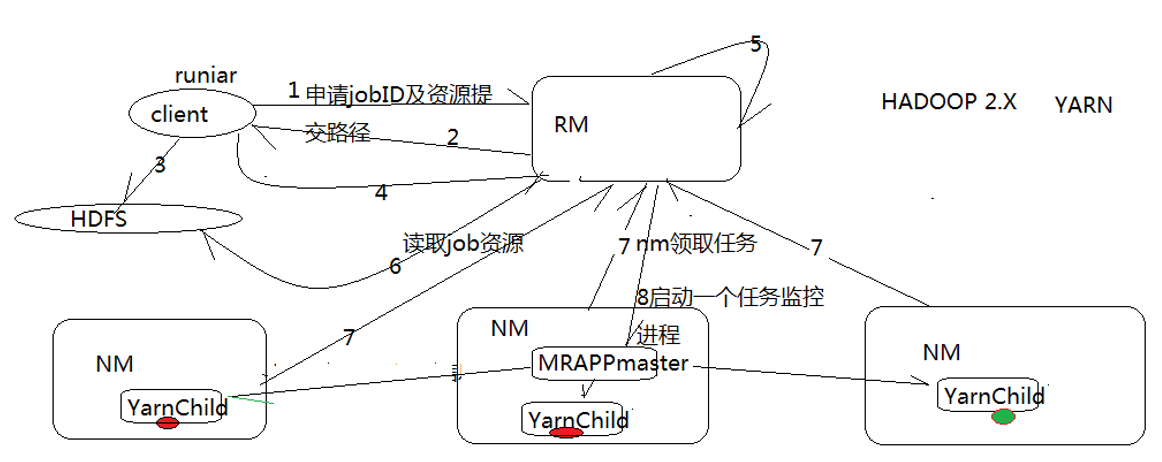 runiar
client
1 申请jobID及资源提
交路径
2
3
4
5
RM
HADOOP 2.X
YARN
HDFS
读取job资源
6
7 nm领取任务
7
8启动一个任务监控
进程
7
NM
YarnChild
NM
MRAPPmaster
YarnChild
NM
YarnChild